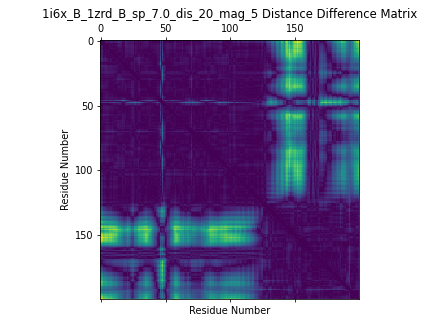 1i6x_B_1zrd_B_sp_7.0_dis_20_mag_5 Distance Difference Matrix
0 50 100 150
0
50
100
150
Residue Number
Residue Number